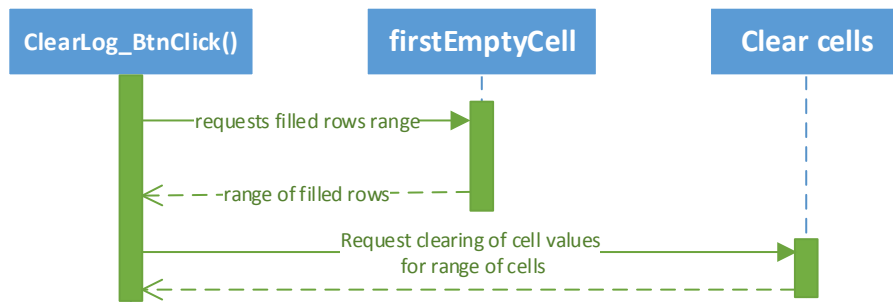 ClearLog_BtnClick()
firstEmptyCell
Clear cells
requests filled rows range
range of filled rows
Request clearing of cell values
for range of cells